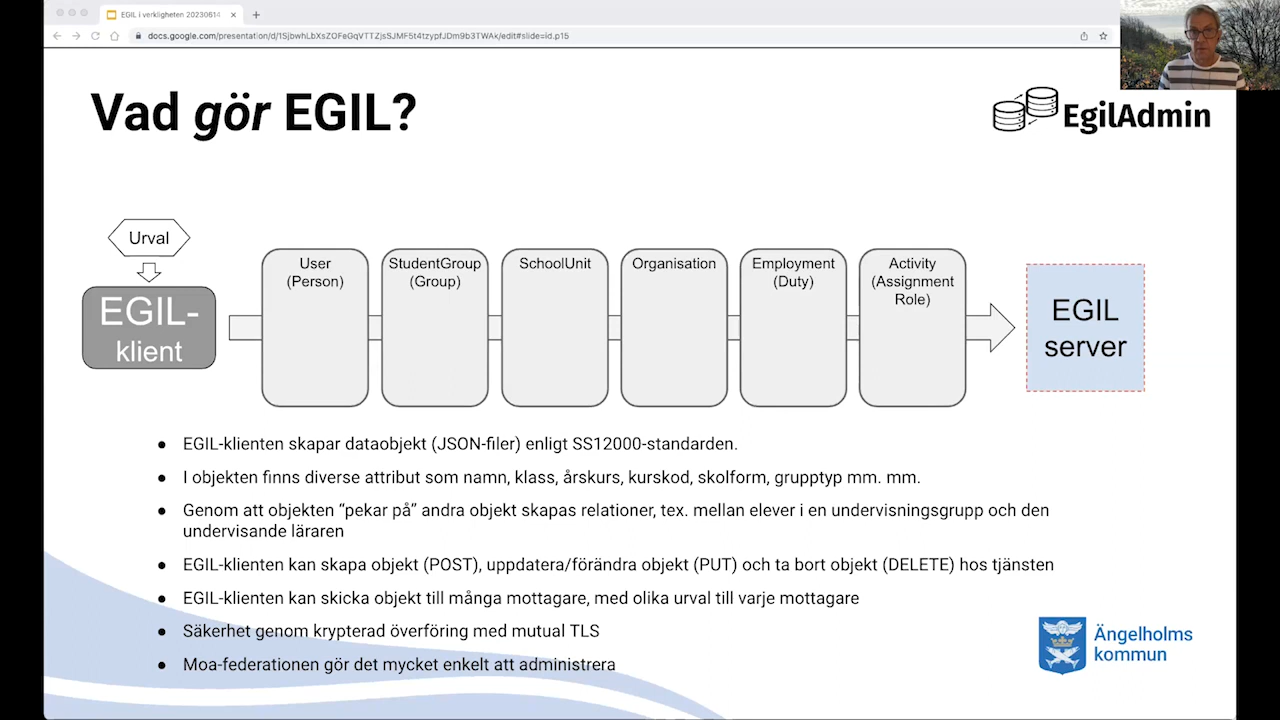 EGIL i verkligheten 20230614
docs.google.com/presentation/d/1SjbwhLbXsZOFeGqVTTZjsSJMF5t4tzypfJDm9b3TWAk/edit#slide=id.p15
Vad gör EGIL?
EgilAdmin
Urval
EGIL-
klient
User
(Person)
StudentGroup
(Group)
SchoolUnit
Organisation
Employment
(Duty)
Activity
(Assignment
Role)
EGIL
server
● EGIL-klienten skapar dataobjekt (JSON-filer) enligt SS12000-standarden.
● I objekten finns diverse attribut som namn, klass, årskurs, kurskod, skolform, grupptyp mm. mm.
● Genom att objekten “pekar på” andra objekt skapas relationer, tex. mellan elever i en undervisningsgrupp och den
undervisande läraren
● EGIL-klienten kan skapa objekt (POST), uppdatera/förändra objekt (PUT) och ta bort objekt (DELETE) hos tjänsten
● EGIL-klienten kan skicka objekt till många mottagare, med olika urval till varje mottagare
● Säkerhet genom krypterad överföring med mutual TLS
● Moa-federationen gör det mycket enkelt att administrera
Ängelholms
kommun